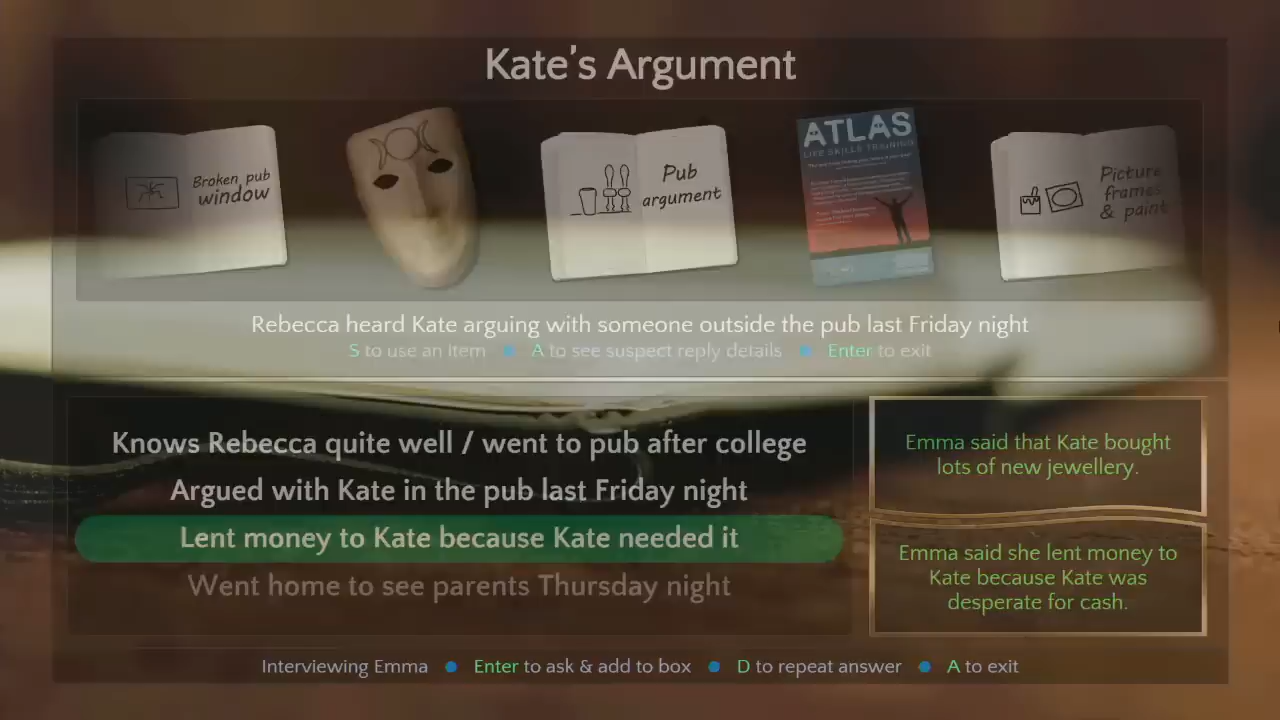 Kate's Argument
Broken pub
window
Pub
argument
ATLAS
LIFE SKILLS TRAINING
Picture
frames
& paint
Rebecca heard Kate arguing with someone outside the pub last Friday night
S to use an item • A to see suspect reply details • Enter to exit
Knows Rebecca quite well / went to pub after college
Argued with Kate in the pub last Friday night
Lent money to Kate because Kate needed it
Went home to see parents Thursday night
Emma said that Kate bought
lots of new jewellery.
Emma said she lent money to
Kate because Kate was
desperate for cash.
Interviewing Emma • Enter to ask & add to box • D to repeat answer • A to exit